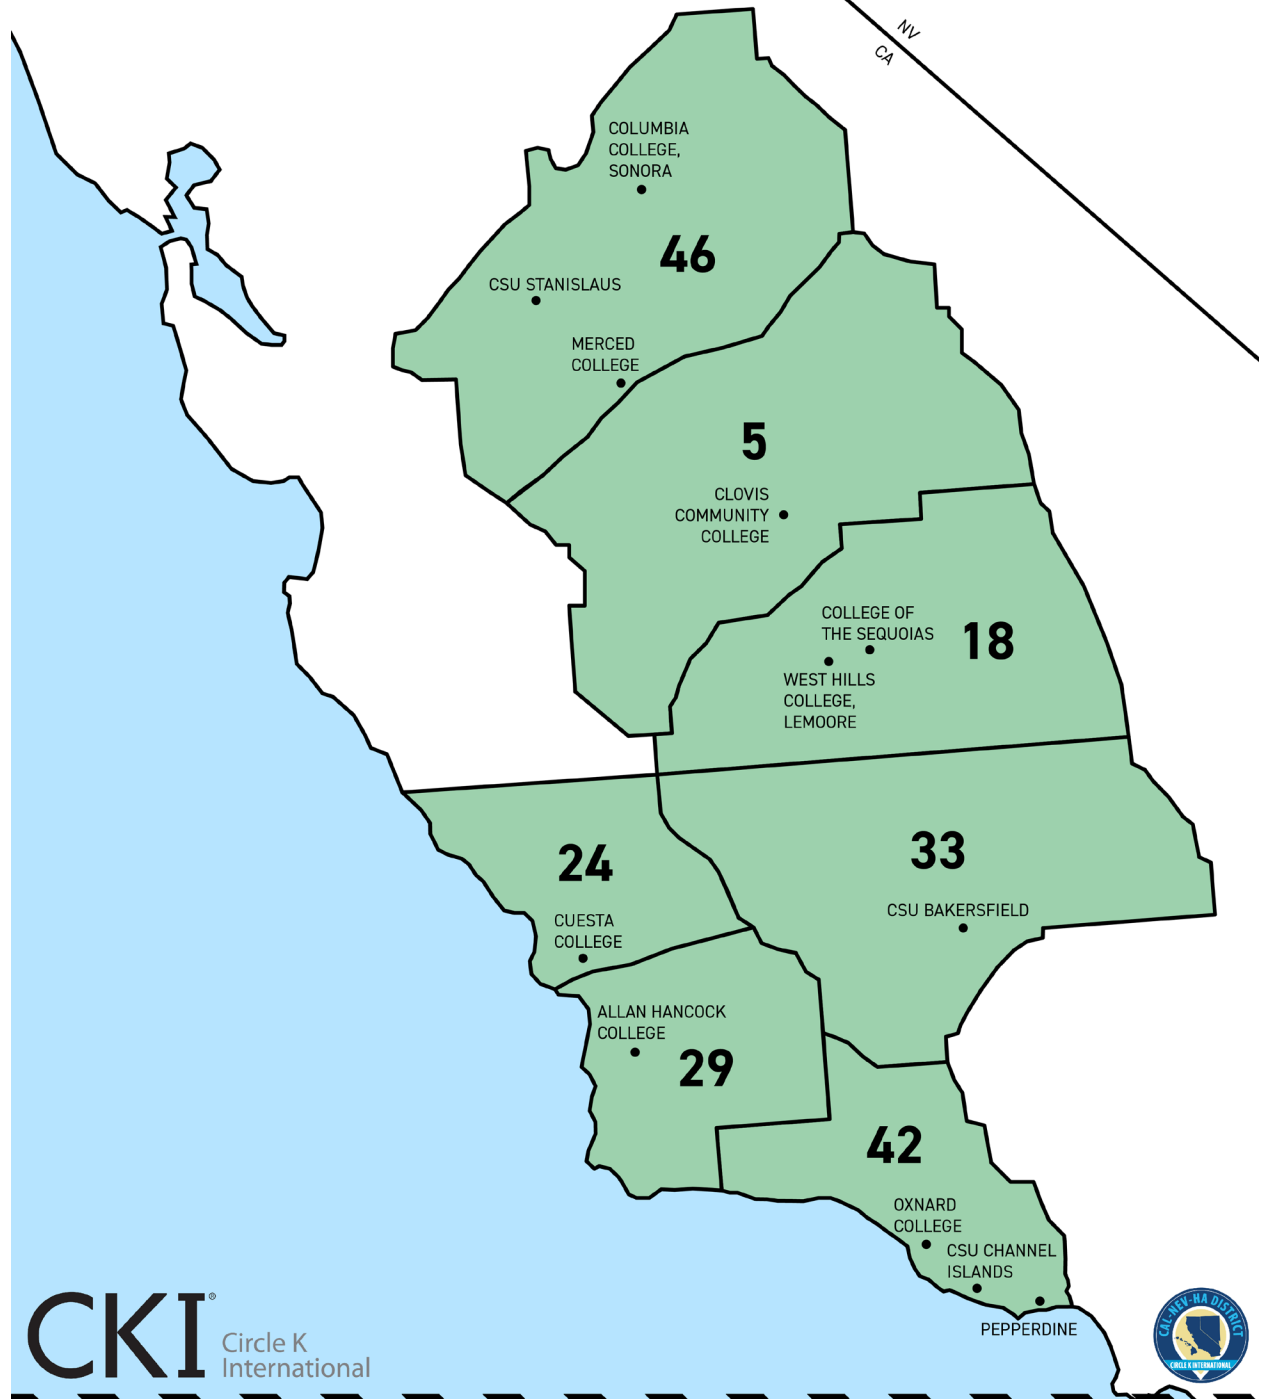 NV
CA
COLUMBIA
COLLEGE,
SONORA
46
CSU STANISLAUS
MERCED
COLLEGE
5
CLOVIS
COMMUNITY
COLLEGE
COLLEGE OF
THE SEQUOIAS
18
WEST HILLS
COLLEGE,
LEMOORE
24
33
CSU BAKERSFIELD
CUESTA
COLLEGE
ALLAN HANCOCK
COLLEGE
29
42
OXNARD
COLLEGE
CSU CHANNEL
ISLANDS
PEPPERDINE
CKI®
Circle K
International
CAL-NEV-HA DISTRICT
CIRCLE K INTERNATIONAL